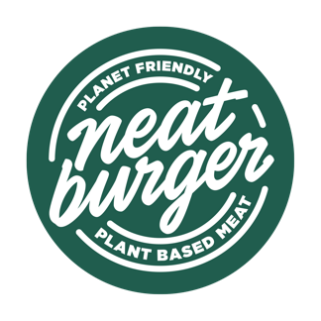 PLANET FRIENDLY
neat
burger
PLANT BASED MEAT